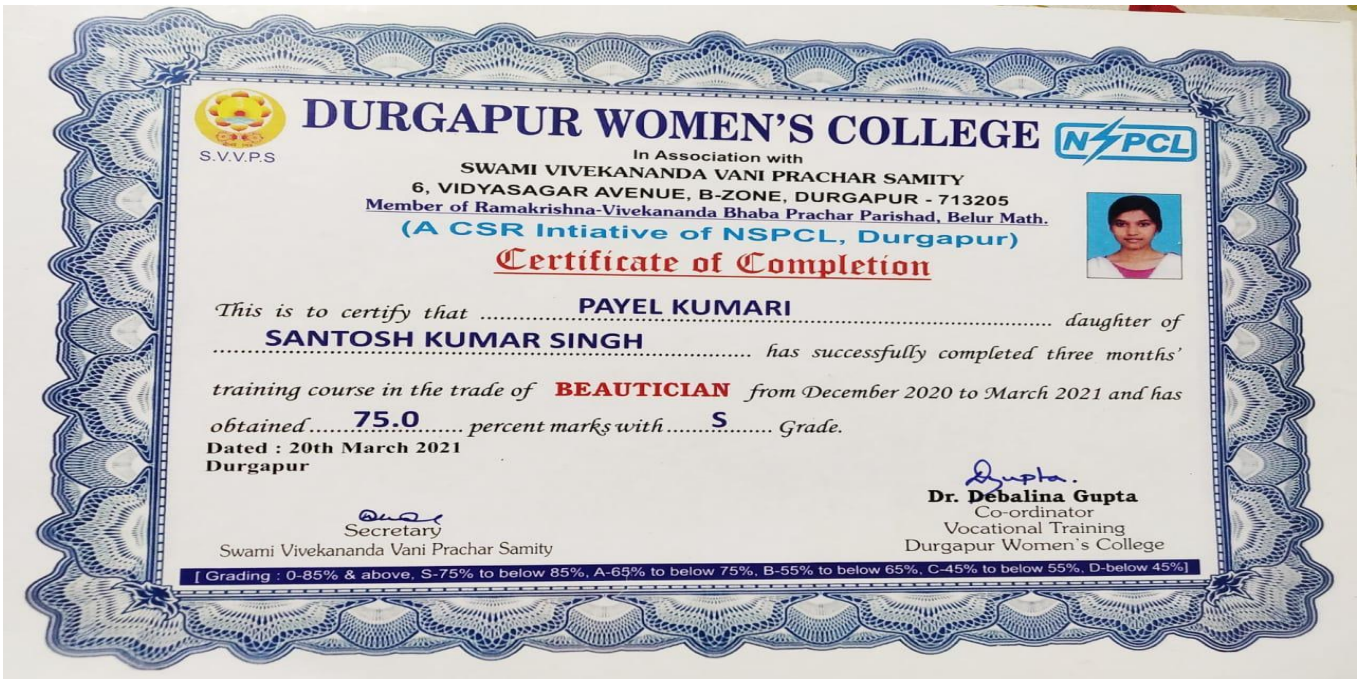 DURGAPUR WOMEN'S COLLEGE
S.V.V.P.S
NSPCL
In Association with
SWAMI VIVEKANANDA VANI PRACHAR SAMITY
6, VIDYASAGAR AVENUE, B-ZONE, DURGAPUR - 713205
Member of Ramakrishna-Vivekananda Bhaba Prachar Parishad, Belur Math.
(A CSR Intiative of NSPCL, Durgapur)
Certificate of Completion
This is to certify that PAYEL KUMARI daughter of
SANTOSH KUMAR SINGH has successfully completed three months'
training course in the trade of BEAUTICIAN from December 2020 to March 2021 and has
obtained 75.0 percent marks with S Grade.
Dated : 20th March 2021
Durgapur
Secretary
Swami Vivekananda Vani Prachar Samity
Dgupta.
Dr. Debalina Gupta
Co-ordinator
Vocational Training
Durgapur Women's College
[ Grading : 0-85% & above, S-75% to below 85%, A-65% to below 75%, B-55% to below 65%, C-45% to below 55%, D-below 45%]